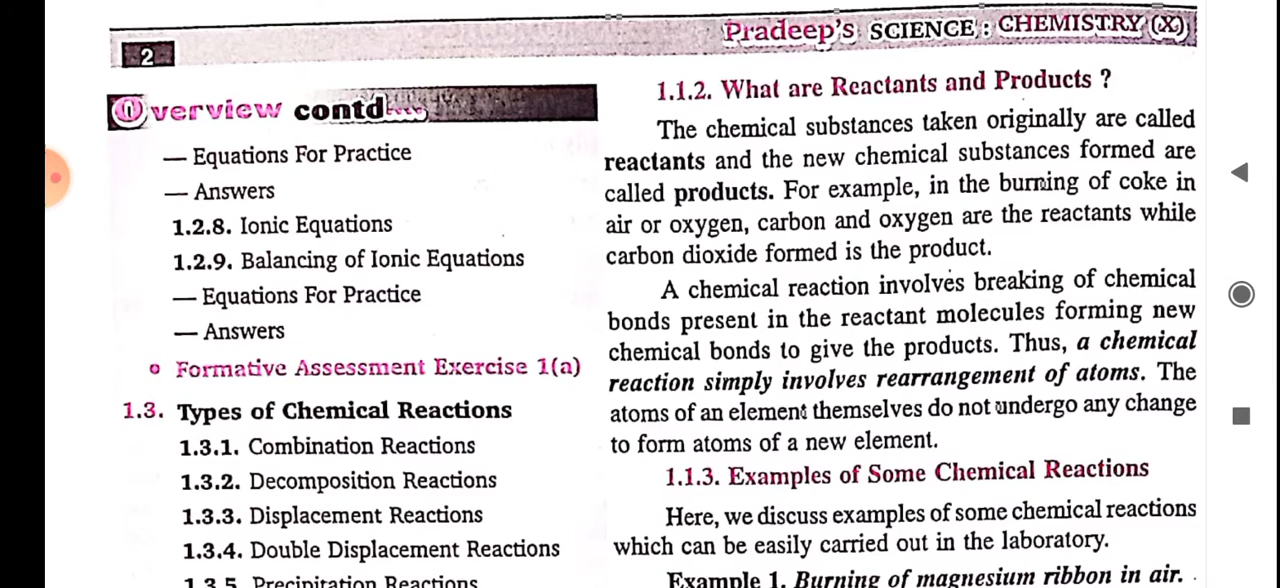 2
Pradeep's SCIENCE : CHEMISTRY (X)
Overview contd....
— Equations For Practice
— Answers
1.2.8. Ionic Equations
1.2.9. Balancing of Ionic Equations
— Equations For Practice
— Answers
• Formative Assessment Exercise 1(a)
1.3. Types of Chemical Reactions
1.3.1. Combination Reactions
1.3.2. Decomposition Reactions
1.3.3. Displacement Reactions
1.3.4. Double Displacement Reactions
1.3.5. Precipitation Reactions
1.1.2. What are Reactants and Products ?
The chemical substances taken originally are called
reactants and the new chemical substances formed are
called products. For example, in the burning of coke in
air or oxygen, carbon and oxygen are the reactants while
carbon dioxide formed is the product.
A chemical reaction involves breaking of chemical
bonds present in the reactant molecules forming new
chemical bonds to give the products. Thus, a chemical
reaction simply involves rearrangement of atoms. The
atoms of an element themselves do not undergo any change
to form atoms of a new element.
1.1.3. Examples of Some Chemical Reactions
Here, we discuss examples of some chemical reactions
which can be easily carried out in the laboratory.
Example 1. Burning of magnesium ribbon in air.